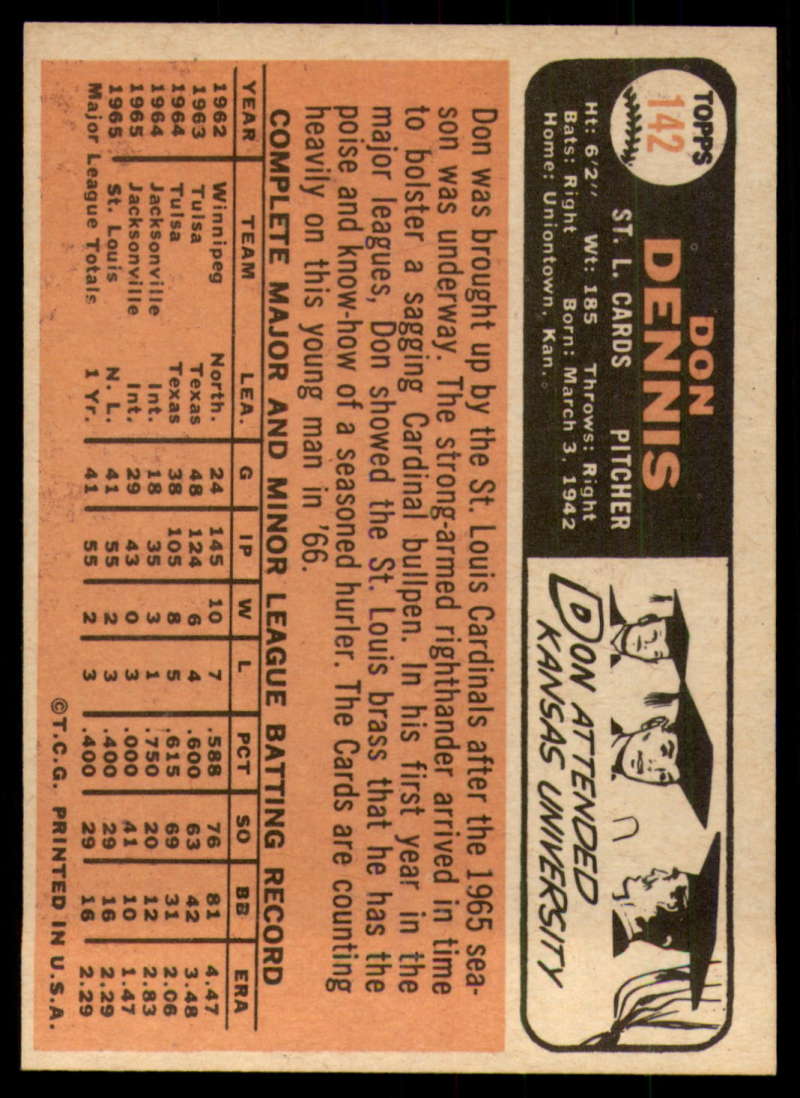 TOPPS
142
DON
DENNIS
ST. L. CARDS PITCHER
Ht: 6'2" Wt: 185 Throws: Right
Bats: Right Born: March 3, 1942
Home: Uniontown, Kan.
DON ATTENDED
KANSAS UNIVERSITY
Don was brought up by the St. Louis Cardinals after the 1965 sea-
son was underway. The strong-armed righthander arrived in time
to bolster a sagging Cardinal bullpen. In his first year in the
major leagues, Don showed the St. Louis brass that he has the
poise and know-how of a seasoned hurler. The Cards are counting
heavily on this young man in '66.
COMPLETE MAJOR AND MINOR LEAGUE BATTING RECORD
YEAR TEAM LEA. G IP W L PCT SO BB ERA
1962 Winnipeg North. 24 145 10 7 .588 76 81 4.47
1963 Tulsa Texas 48 124 6 4 .600 63 42 3.48
1964 Tulsa Texas 38 105 8 5 .615 69 31 2.06
1964 Jacksonville Int. 18 35 3 1 .750 20 12 2.83
1965 Jacksonville Int. 29 43 0 3 .000 41 10 1.47
1965 St. Louis N. L. 41 55 2 3 .400 29 16 2.29
Major League Totals 1 Yr. 41 55 2 3 .400 29 16 2.29
©T.C.G. PRINTED IN U.S.A.